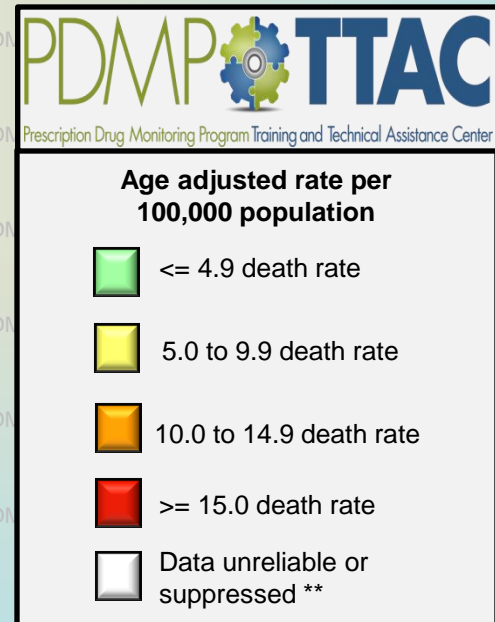 PDMP TTAC
Prescription Drug Monitoring Program Training and Technical Assistance Center
Age adjusted rate per
100,000 population
<= 4.9 death rate
5.0 to 9.9 death rate
10.0 to 14.9 death rate
>= 15.0 death rate
Data unreliable or
suppressed **